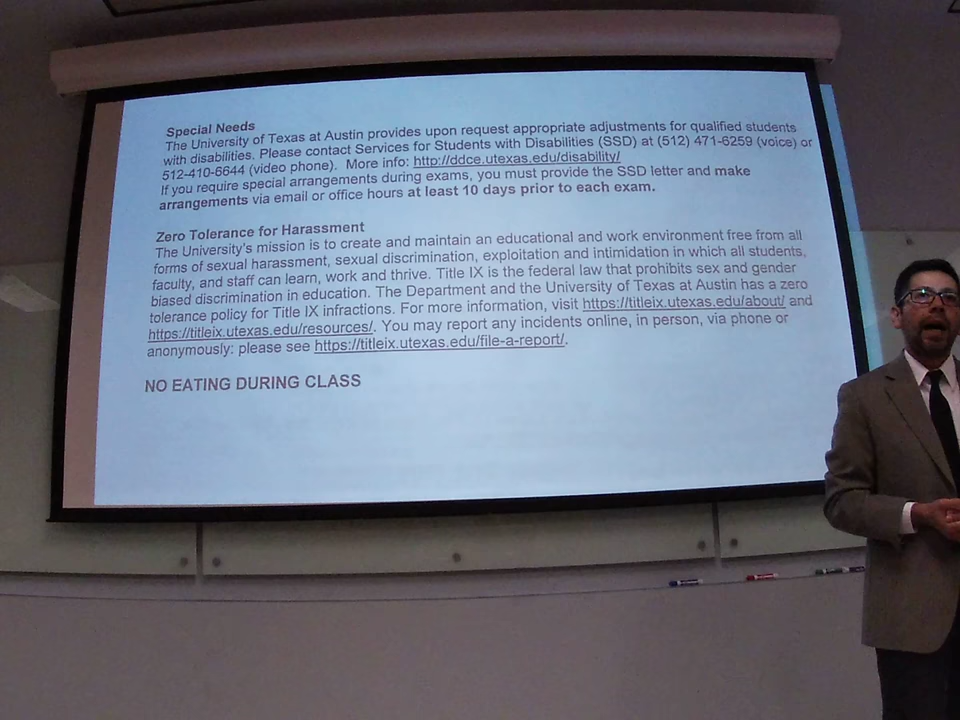 Special Needs
The University of Texas at Austin provides upon request appropriate adjustments for qualified students
with disabilities. Please contact Services for Students with Disabilities (SSD) at (512) 471-6259 (voice) or
512-410-6644 (video phone). More info: http://ddce.utexas.edu/disability/
If you require special arrangements during exams, you must provide the SSD letter and make
arrangements via email or office hours at least 10 days prior to each exam.
Zero Tolerance for Harassment
The University's mission is to create and maintain an educational and work environment free from all
forms of sexual harassment, sexual discrimination, exploitation and intimidation in which all students,
faculty, and staff can learn, work and thrive. Title IX is the federal law that prohibits sex and gender
biased discrimination in education. The Department and the University of Texas at Austin has a zero
tolerance policy for Title IX infractions. For more information, visit https://titleix.utexas.edu/about/ and
https://titleix.utexas.edu/resources/. You may report any incidents online, in person, via phone or
anonymously: please see https://titleix.utexas.edu/file-a-report/.
NO EATING DURING CLASS